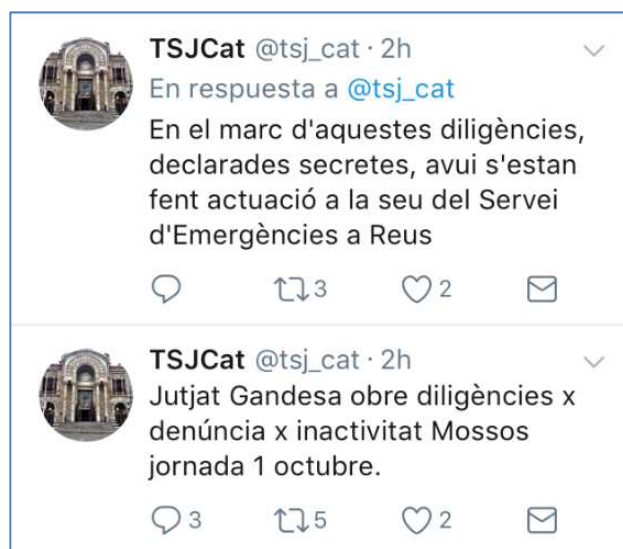 TSJCat @tsj_cat · 2h
En respuesta a @tsj_cat
En el marc d'aquestes diligències,
declarades secretes, avui s'estan
fent actuació a la seu del Servei
d'Emergències a Reus
3 2
TSJCat @tsj_cat · 2h
Jutjat Gandesa obre diligències x
denúncia x inactivitat Mossos
jornada 1 octubre.
3 5 2